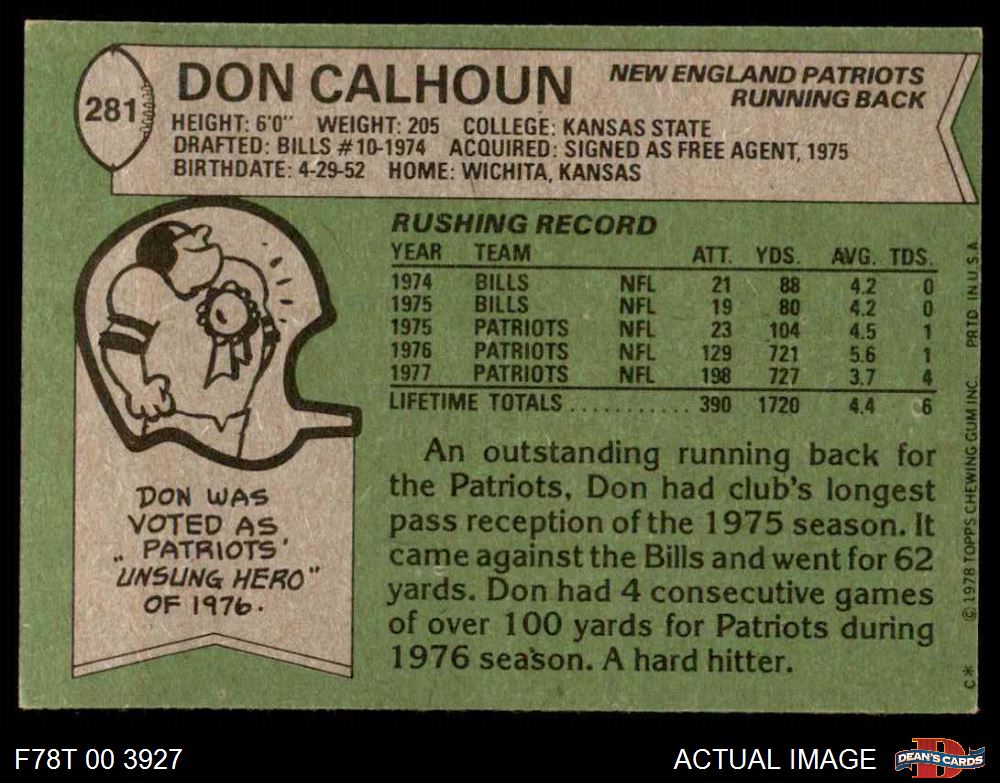 281
DON CALHOUN
NEW ENGLAND PATRIOTS
RUNNING BACK
HEIGHT: 6'0" WEIGHT: 205 COLLEGE: KANSAS STATE
DRAFTED: BILLS #10-1974 ACQUIRED: SIGNED AS FREE AGENT, 1975
BIRTHDATE: 4-29-52 HOME: WICHITA, KANSAS
RUSHING RECORD
YEAR TEAM ATT. YDS. AVG. TDS.
1974 BILLS NFL 21 88 4.2 0
1975 BILLS NFL 19 80 4.2 0
1975 PATRIOTS NFL 23 104 4.5 1
1976 PATRIOTS NFL 129 721 5.6 1
1977 PATRIOTS NFL 198 727 3.7 4
LIFETIME TOTALS ........... 390 1720 4.4 6
An outstanding running back for
the Patriots, Don had club's longest
pass reception of the 1975 season. It
came against the Bills and went for 62
yards. Don had 4 consecutive games
of over 100 yards for Patriots during
1976 season. A hard hitter.
DON WAS
VOTED AS
„ PATRIOTS'
UNSUNG HERO"
OF 1976.
C* © 1978 TOPPS CHEWING GUM INC. PRTD. IN U.S.A.
F78T 00 3927
ACTUAL IMAGE
D
DEAN'S CARDS